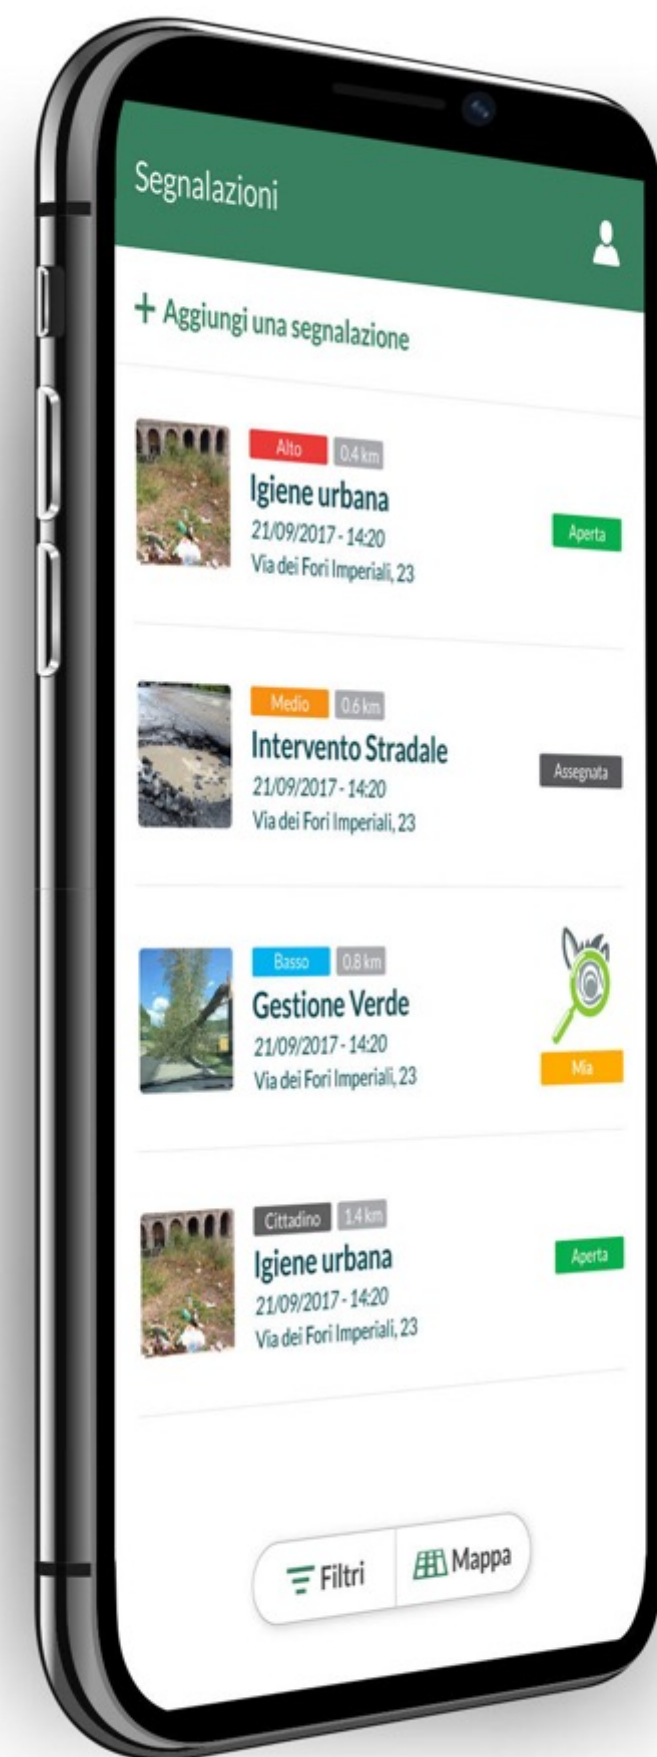 Segnalazioni
+ Aggiungi una segnalazione
Alto 0.4 km
Igiene urbana
21/09/2017 - 14:20
Via dei Fori Imperiali, 23
Aperta
Medio 0.6 km
Intervento Stradale
21/09/2017 - 14:20
Via dei Fori Imperiali, 23
Assegnata
Basso 0.8 km
Gestione Verde
21/09/2017 - 14:20
Via dei Fori Imperiali, 23
Mia
Cittadino 1.4 km
Igiene urbana
21/09/2017 - 14:20
Via dei Fori Imperiali, 23
Aperta
Filtri Mappa